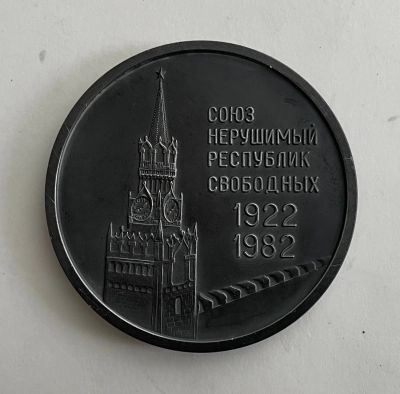 СОЮЗ
НЕРУШИМЫЙ
РЕСПУБЛИК
СВОБОДНЫХ
1922
1982